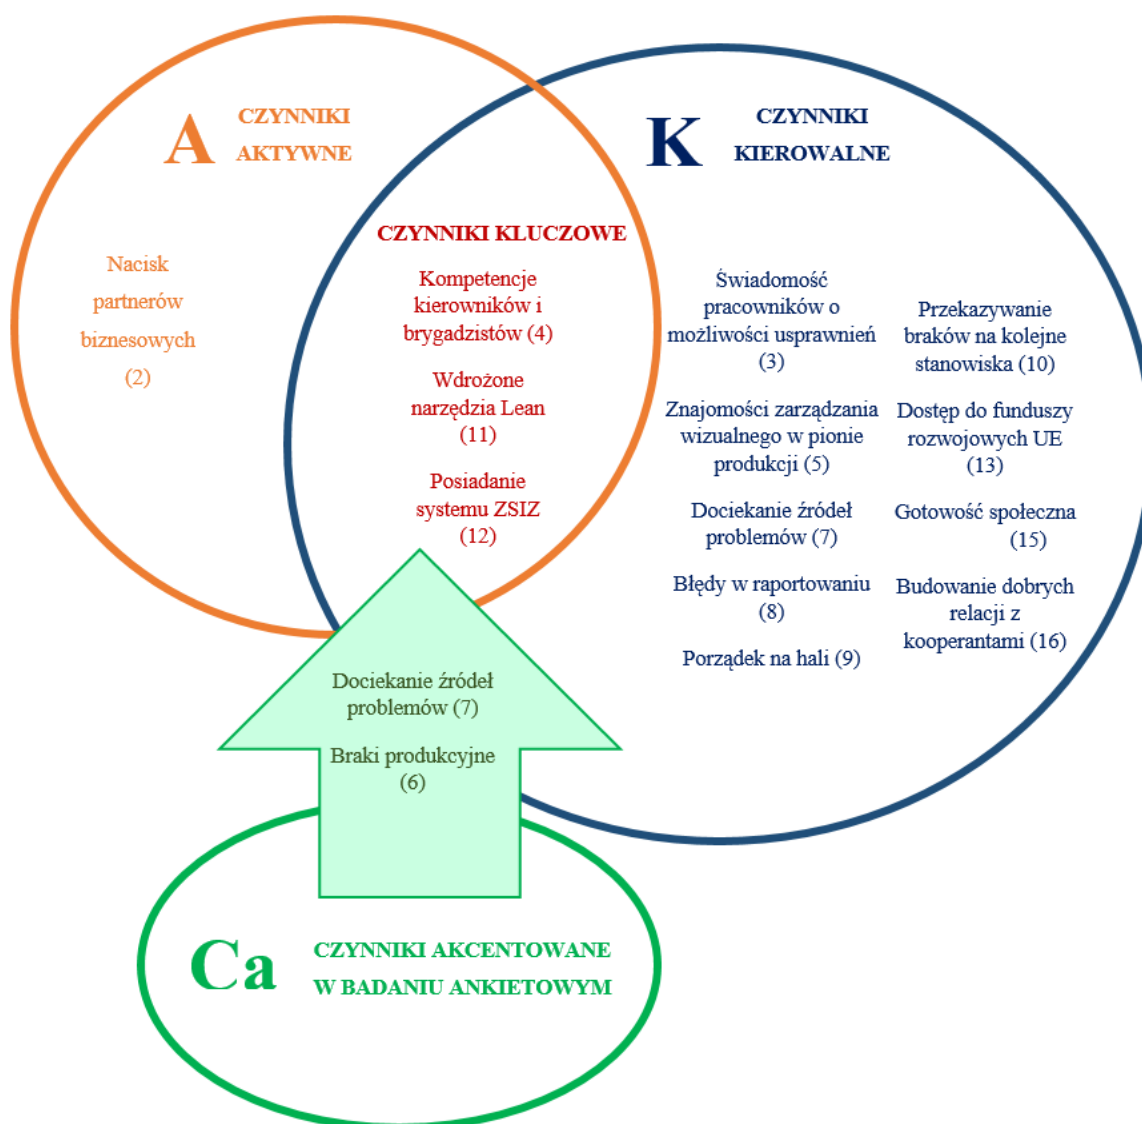 A
CZYNNIKI
AKTYWNE
Nacisk
partnerów
biznesowych
(2)
CZYNNIKI KLUCZOWE
Kompetencje
kierowników i
brygadzistów (4)
Wdrożone
narzędzia Lean
(11)
Posiadanie
systemu ZSIZ
(12)
K
CZYNNIKI
KIEROWALNE
Świadomość
pracowników o
możliwości usprawnień
(3)
Znajomości zarządzania
wizualnego w pionie
produkcji (5)
Dociekanie źródeł
problemów (7)
Błędy w raportowaniu
(8)
Porządek na hali (9)
Przekazywanie
braków na kolejne
stanowiska (10)
Dostęp do funduszy
rozwojowych UE
(13)
Gotowość społeczna
(15)
Budowanie dobrych
relacji z
kooperantami (16)
Dociekanie źródeł
problemów (7)
Braki produkcyjne
(6)
Ca
CZYNNIKI AKCENTOWANE
W BADANIU ANKIETOWYM